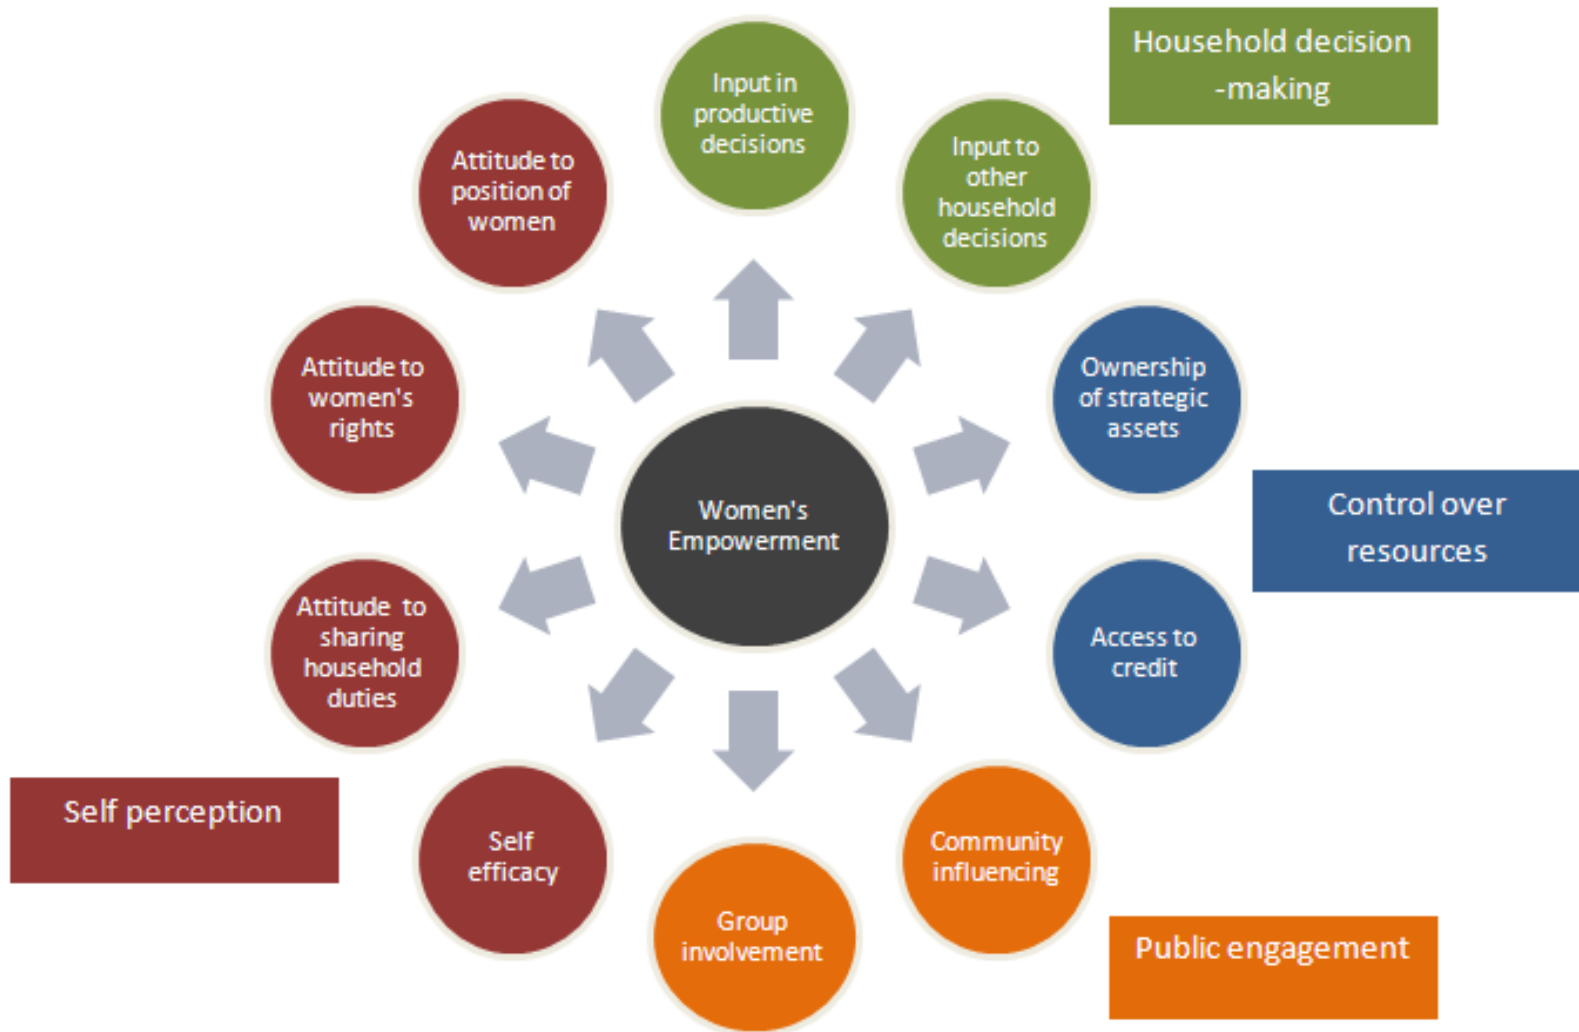 Household decision
-making
Input in
productive
decisions
Input to
other
household
decisions
Attitude to
position of
women
Ownership
of strategic
assets
Attitude to
women's
rights
Control over
resources
Women's
Empowerment
Access to
credit
Attitude  to
sharing
household
duties
Self perception
Self
efficacy
Community
influencing
Group
involvement
Public engagement